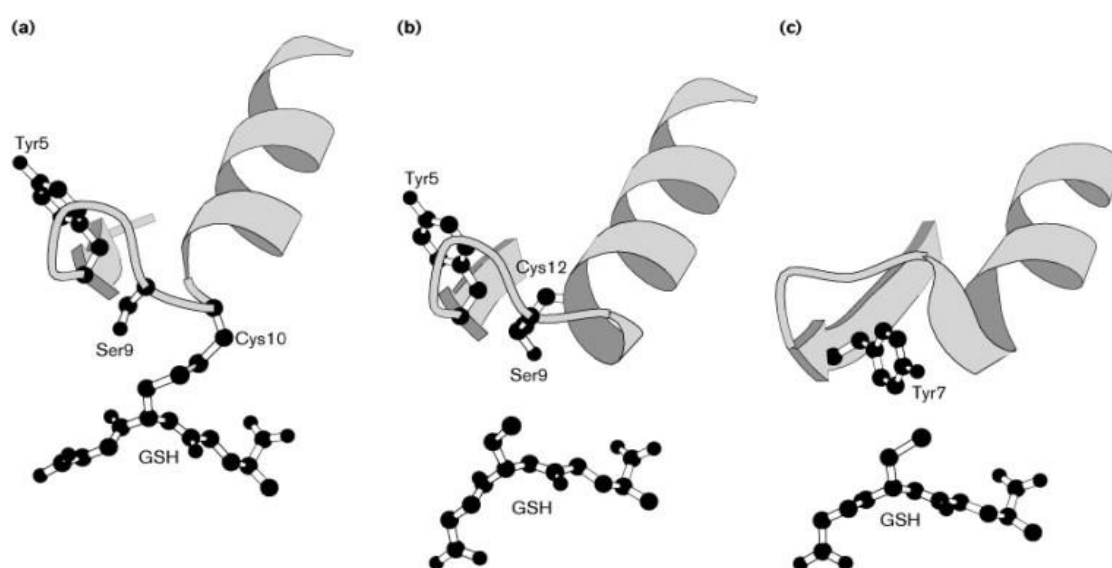 (a)
Tyr5
Ser9
Cys10
GSH
(b)
Tyr5
Cys12
Ser9
GSH
(c)
Tyr7
GSH